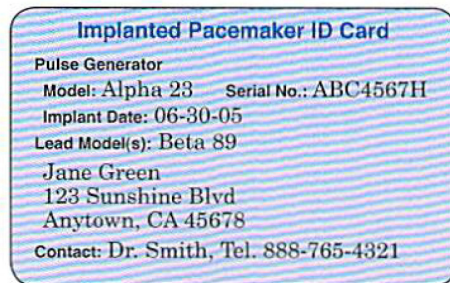 Implanted Pacemaker ID Card
Pulse Generator
Model: Alpha 23 Serial No.: ABC4567H
Implant Date: 06-30-05
Lead Model(s): Beta 89
Jane Green
123 Sunshine Blvd
Anytown, CA 45678
Contact: Dr. Smith, Tel. 888-765-4321